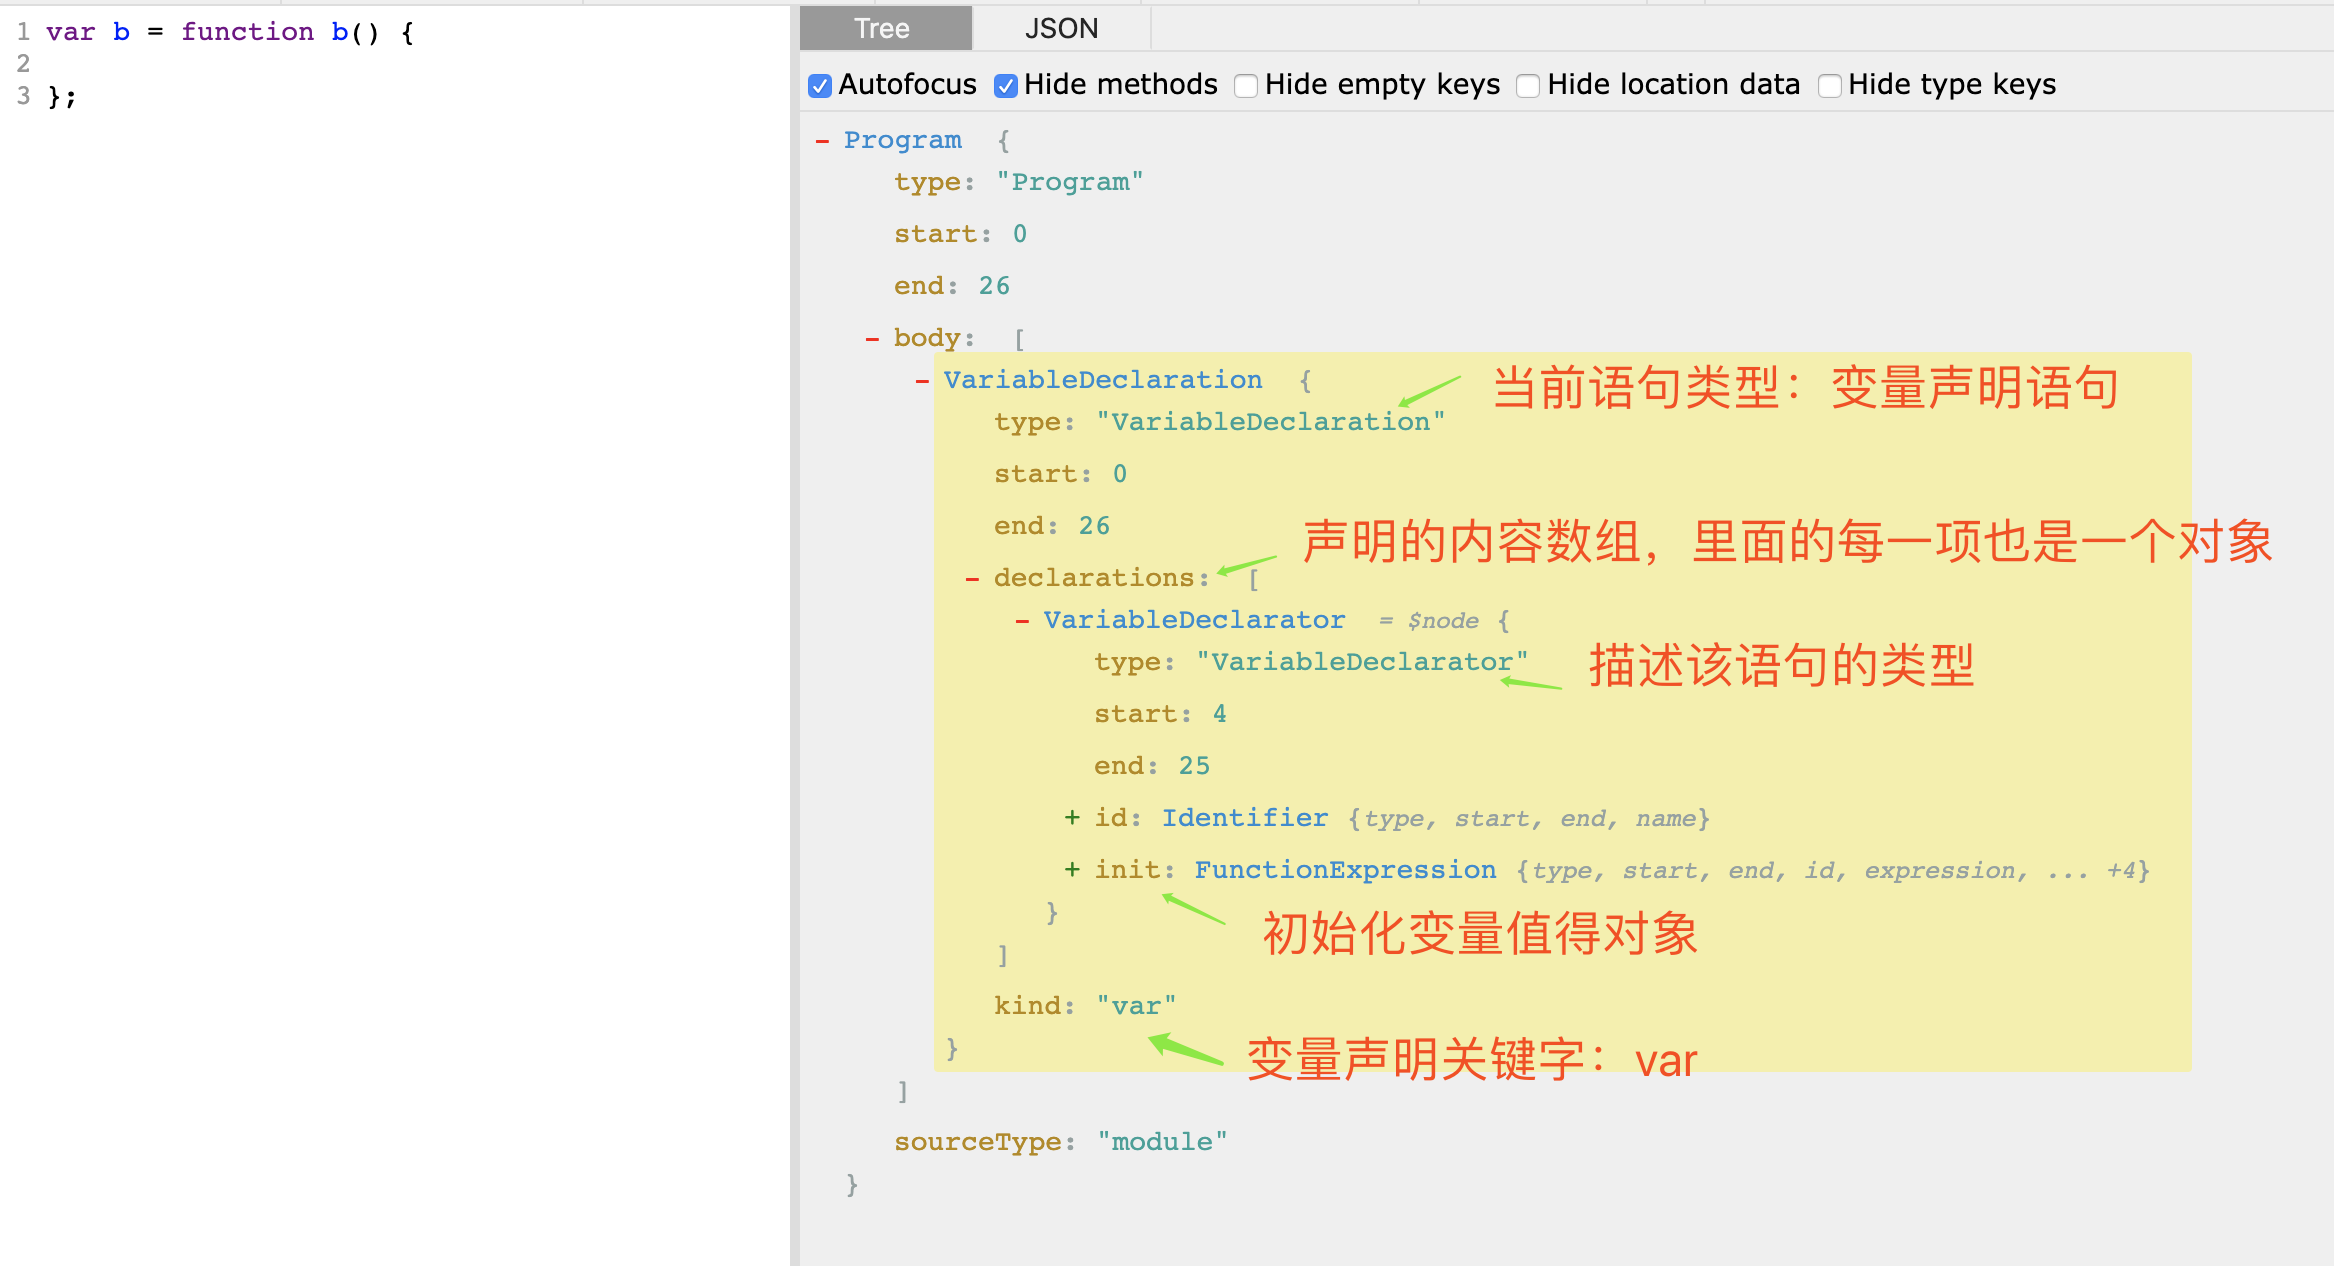 1 var b = function b() {
2
3 };
Tree JSON
Autofocus Hide methods Hide empty keys Hide location data Hide type keys
- Program {
type: "Program"
start: 0
end: 26
- body: [
- VariableDeclaration {
当前语句类型：变量声明语句
type: "VariableDeclaration"
start: 0
end: 26
声明的内容数组，里面的每一项也是一个对象
- declarations: [
- VariableDeclarator = $node {
type: "VariableDeclarator"
描述该语句的类型
start: 4
end: 25
+ id: Identifier {type, start, end, name}
+ init: FunctionExpression {type, start, end, id, expression, ... +4}
}
初始化变量值得对象
]
kind: "var"
}
变量声明关键字：var
]
sourceType: "module"
}